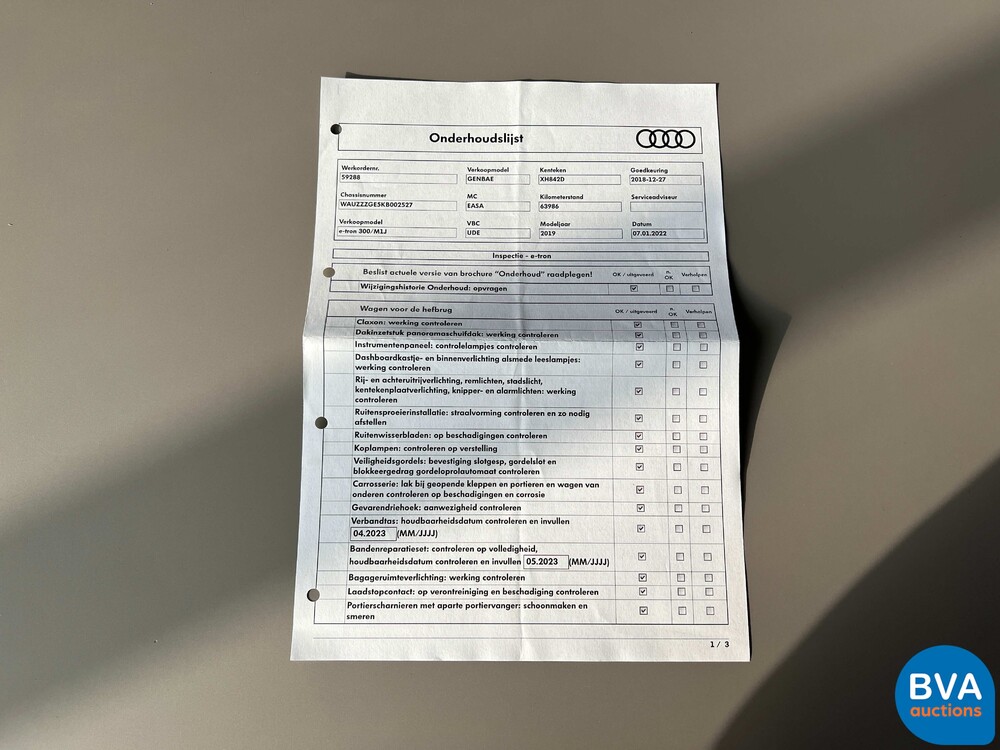 Onderhoudslijst
Werkordernr. Verkoopmodel Kenteken Goedkeuring
59288 GENBAE XH842D 2018-12-27
Chassisnummer MC Kilometerstand Serviceadviseur
WAUZZZGE5KB002527 EASA 63986
Verkoopmodel VBC Modeljaar Datum
e-tron 300/M1J UDE 2019 07.01.2022
Inspectie - e-tron
Beslist actuele versie van brochure "Onderhoud" raadplegen! OK / uitgevoerd n. OK Verholpen
Wijzigingshistorie Onderhoud: opvragen
Wagen voor de hefbrug OK / uitgevoerd n. OK Verholpen
Claxon: werking controleren
Dakinzetstuk panoramaschuifdak: werking controleren
Instrumentenpaneel: controlelampjes controleren
Dashboardkastje- en binnenverlichting alsmede leeslampjes:
werking controleren
Rij- en achteruitrijverlichting, remlichten, stadslicht,
kentekenplaatverlichting, knipper- en alarmlichten: werking
controleren
Ruitensproeierinstallatie: straalvorming controleren en zo nodig
afstellen
Ruitenwisserbladen: op beschadigingen controleren
Koplampen: controleren op verstelling
Veiligheidsgordels: bevestiging slotgesp, gordelslot en
blokkeergedrag gordeloprolautomaat controleren
Carrosserie: lak bij geopende kleppen en portieren en wagen van
onderen controleren op beschadigingen en corrosie
Gevarendriehoek: aanwezigheid controleren
Verbandtas: houdbaarheidsdatum controleren en invullen
04.2023 (MM/JJJJ)
Bandenreparatieset: controleren op volledigheid,
houdbaarheidsdatum controleren en invullen 05.2023 (MM/JJJJ)
Bagageruimteverlichting: werking controleren
Laadstopcontact: op verontreiniging en beschadiging controleren
Portierscharnieren met aparte portiervanger: schoonmaken en
smeren
1 / 3
BVA
auctions